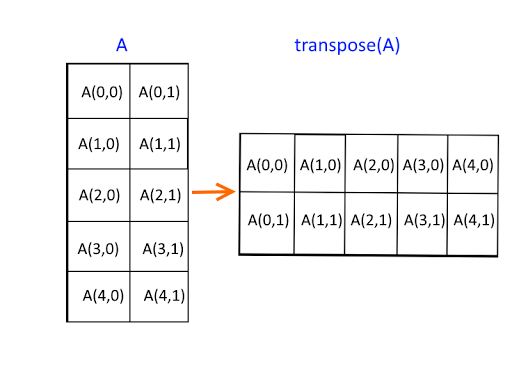 A
transpose(A)
A(0,0) A(0,1)
A(1,0) A(1,1)
A(2,0) A(2,1)
A(3,0) A(3,1)
A(4,0) A(4,1)
A(0,0) A(1,0) A(2,0) A(3,0) A(4,0)
A(0,1) A(1,1) A(2,1) A(3,1) A(4,1)